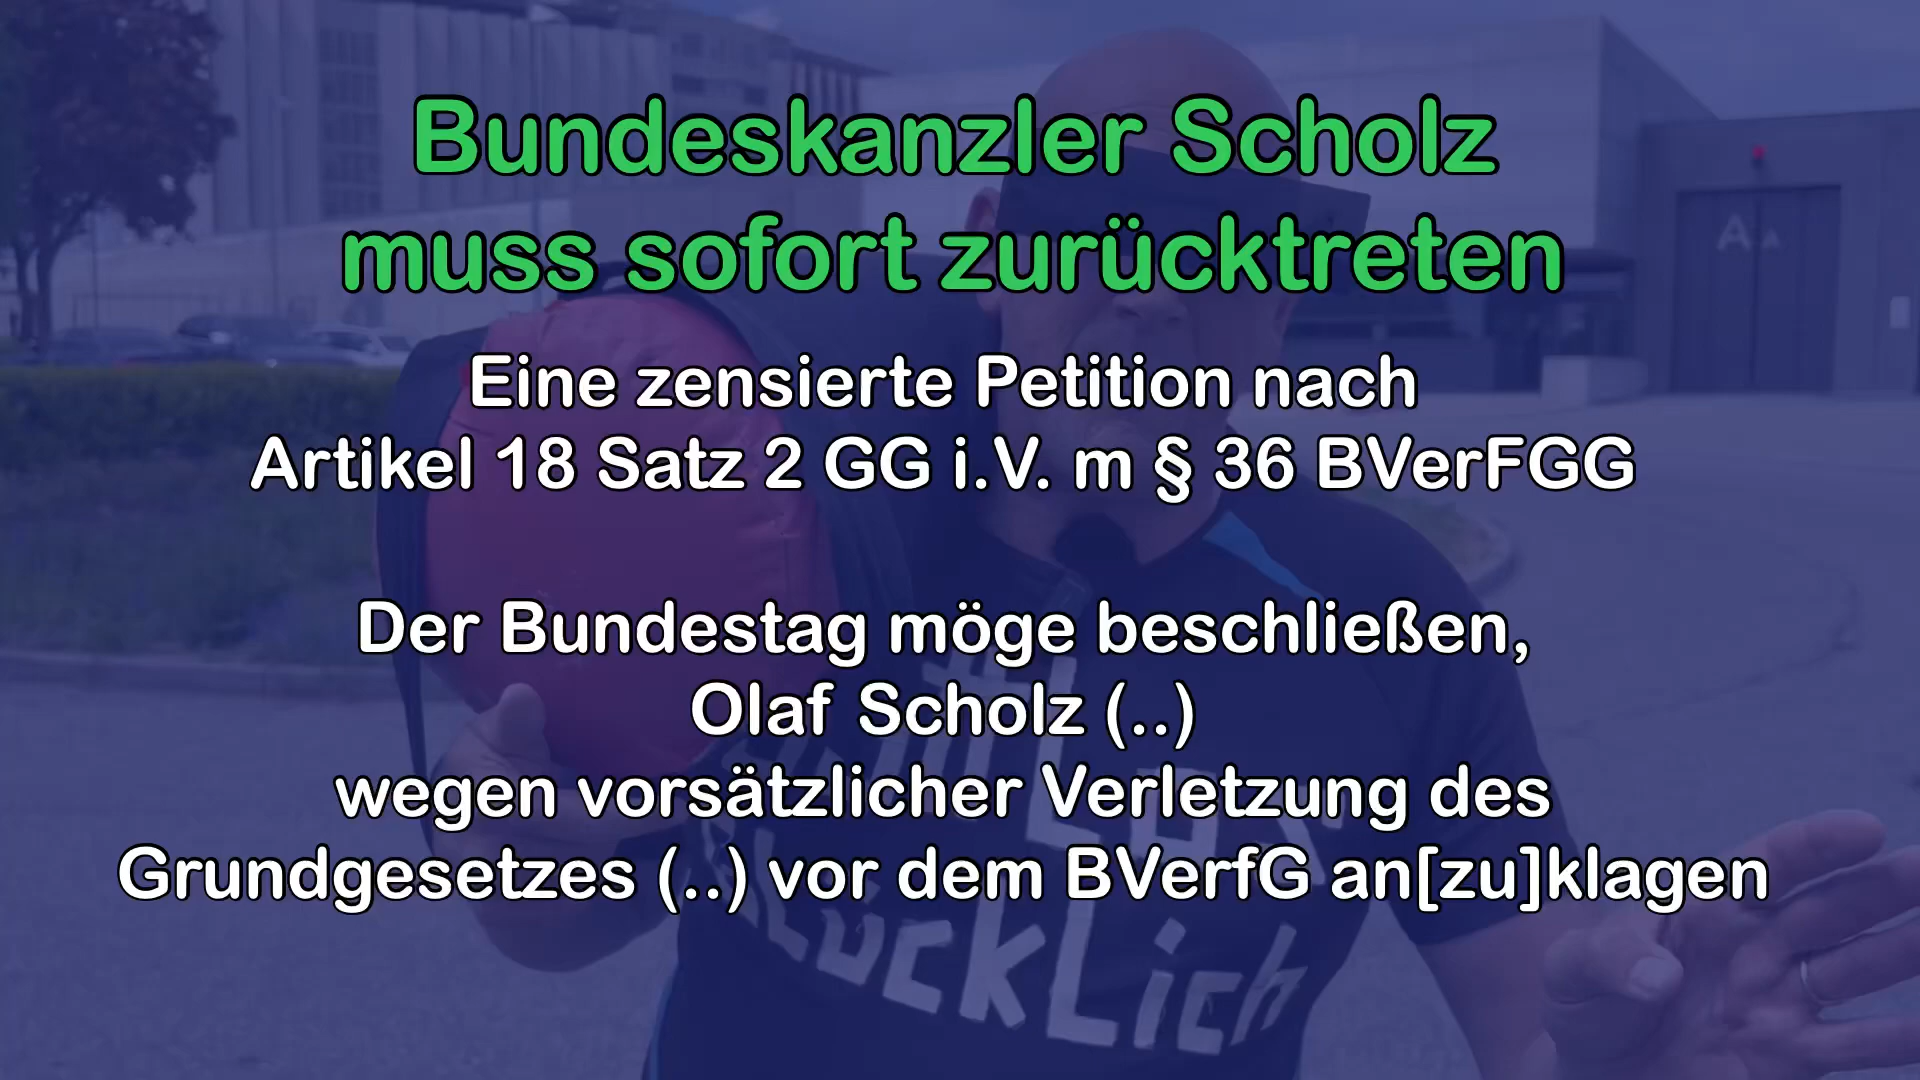 Bundeskanzler Scholz
muss sofort zurücktreten
Eine zensierte Petition nach
Artikel 18 Satz 2 GG i.V. m § 36 BVerFGG
Der Bundestag möge beschließen,
Olaf Scholz (..)
wegen vorsätzlicher Verletzung des
Grundgesetzes (..) vor dem BVerfG an[zu]klagen